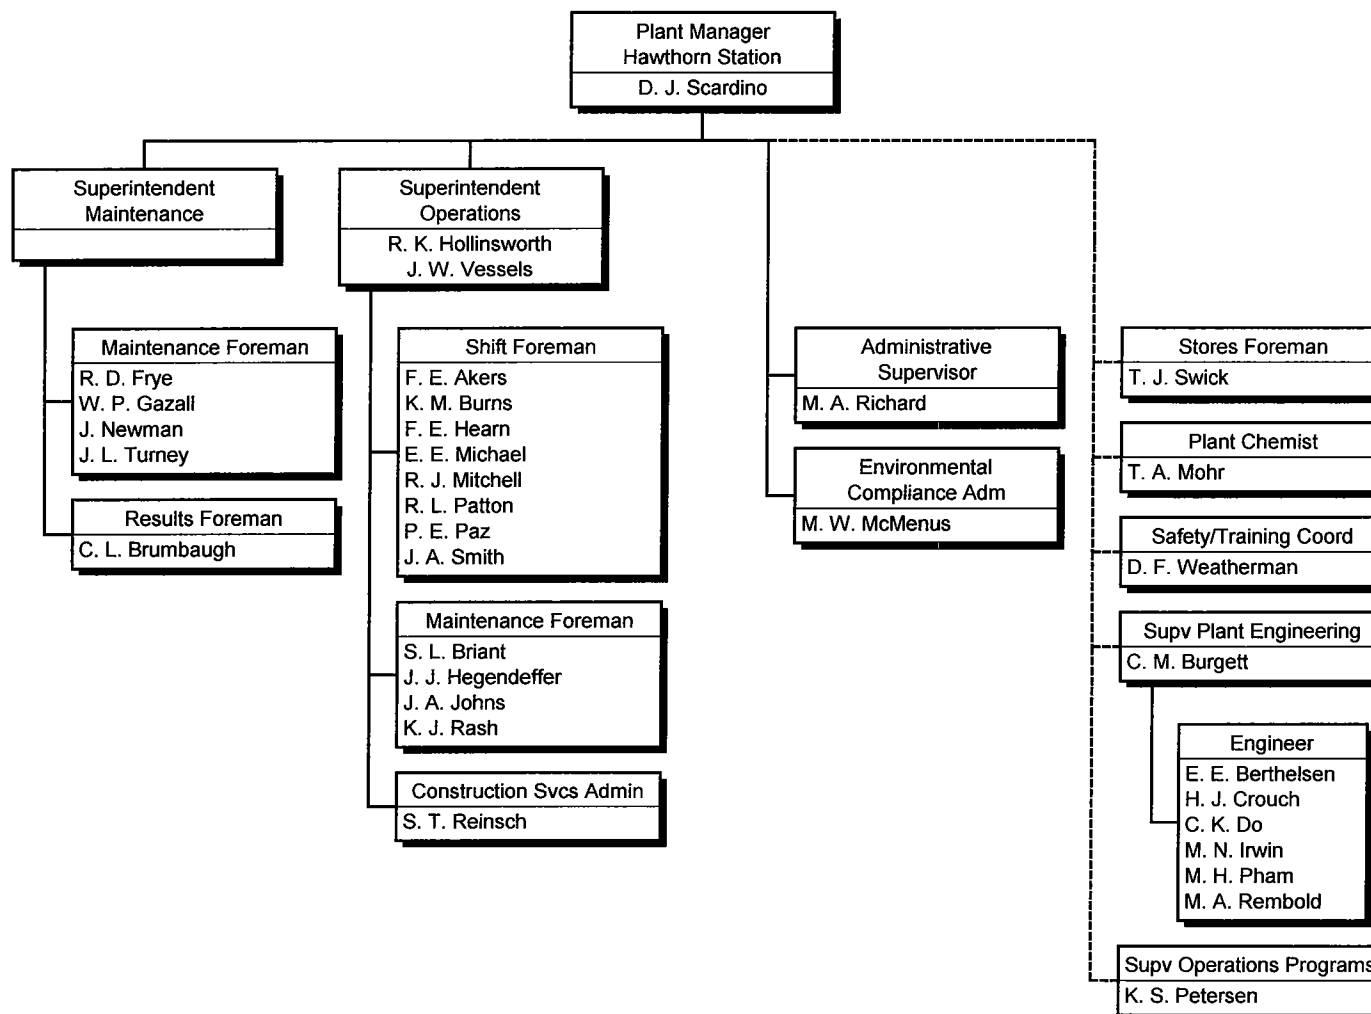 Plant Manager
Hawthorn Station
D. J. Scardino
Superintendent
Maintenance
Superintendent
Operations
R. K. Hollinsworth
J. W. Vessels
Maintenance Foreman
R. D. Frye
W. P. Gazall
J. Newman
J. L. Turney
Results Foreman
C. L. Brumbaugh
Shift Foreman
F. E. Akers
K. M. Burns
F. E. Hearn
E. E. Michael
R. J. Mitchell
R. L. Patton
P. E. Paz
J. A. Smith
Maintenance Foreman
S. L. Briant
J. J. Hegendeffer
J. A. Johns
K. J. Rash
Construction Svcs Admin
S. T. Reinsch
Administrative
Supervisor
M. A. Richard
Environmental
Compliance Adm
M. W. McMenus
Stores Foreman
T. J. Swick
Plant Chemist
T. A. Mohr
Safety/Training Coord
D. F. Weatherman
Supv Plant Engineering
C. M. Burgett
Engineer
E. E. Berthelsen
H. J. Crouch
C. K. Do
M. N. Irwin
M. H. Pham
M. A. Rembold
Supv Operations Programs
K. S. Petersen